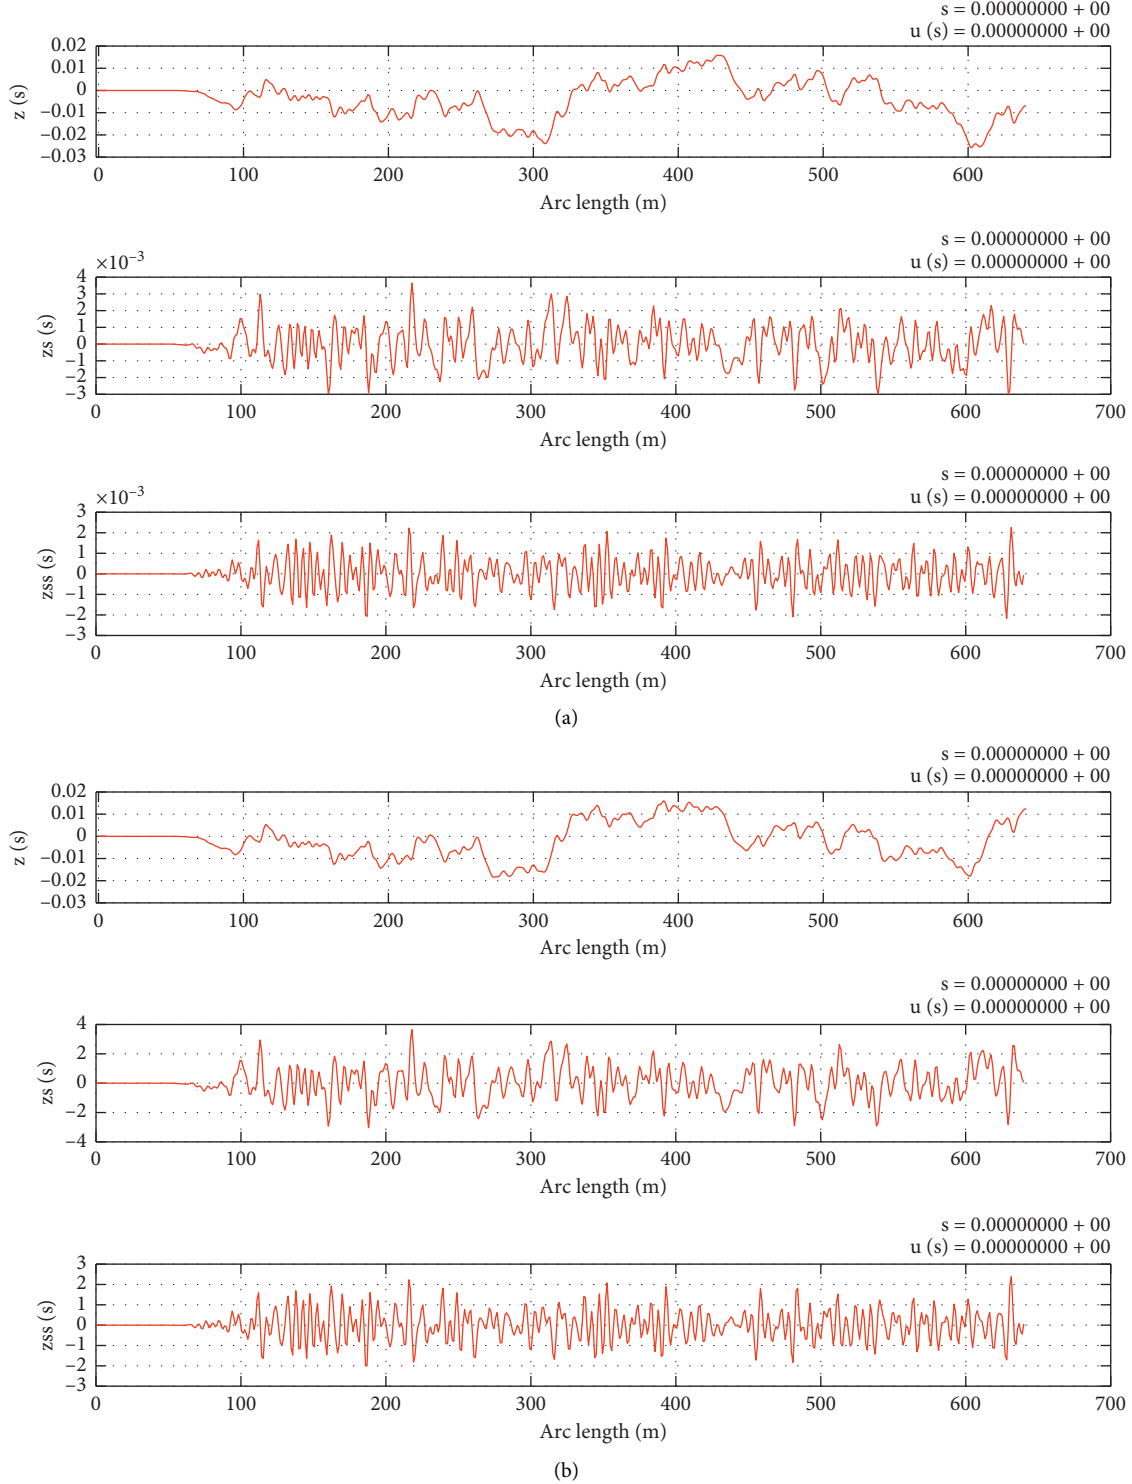 s = 0.00000000 + 00
u (s) = 0.00000000 + 00
0.02
0.01
0
−0.01
−0.02
−0.03
z (s)
0 100 200 300 400 500 600
Arc length (m)
s = 0.00000000 + 00
u (s) = 0.00000000 + 00
×10⁻³
4
3
2
1
0
−1
−2
−3
zs (s)
0 100 200 300 400 500 600 700
Arc length (m)
s = 0.00000000 + 00
u (s) = 0.00000000 + 00
×10⁻³
3
2
1
0
−1
−2
−3
zss (s)
0 100 200 300 400 500 600 700
Arc length (m)
(a)
s = 0.00000000 + 00
u (s) = 0.00000000 + 00
0.02
0.01
0
−0.01
−0.02
−0.03
z (s)
0 100 200 300 400 500 600
Arc length (m)
s = 0.00000000 + 00
u (s) = 0.00000000 + 00
4
2
0
−2
−4
zs (s)
0 100 200 300 400 500 600 700
Arc length (m)
s = 0.00000000 + 00
u (s) = 0.00000000 + 00
3
2
1
0
−1
−2
−3
zss (s)
0 100 200 300 400 500 600 700
Arc length (m)
(b)